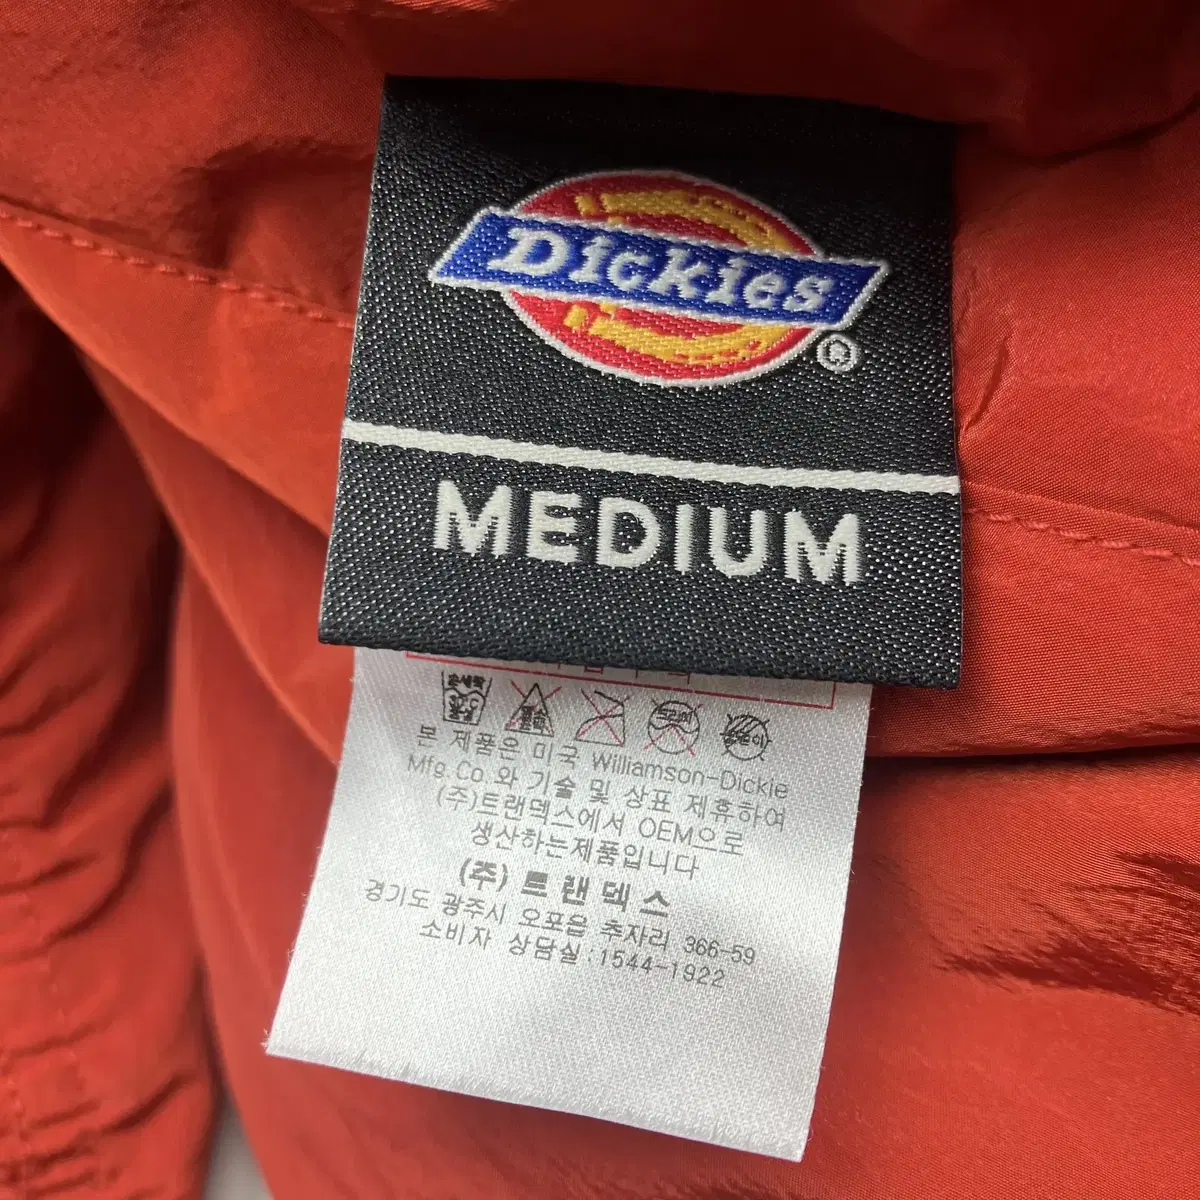 Dickies
®
MEDIUM
본 제품은 미국 Williamson-Dickie
Mfg.Co.와 기술 및 상표 제휴하여
(주)트랜덱스에서 OEM으로
생산하는제품입니다
(주) 트랜덱스
경기도 광주시 오포읍 추자리 366-59
소비자 상담실:1544-1922